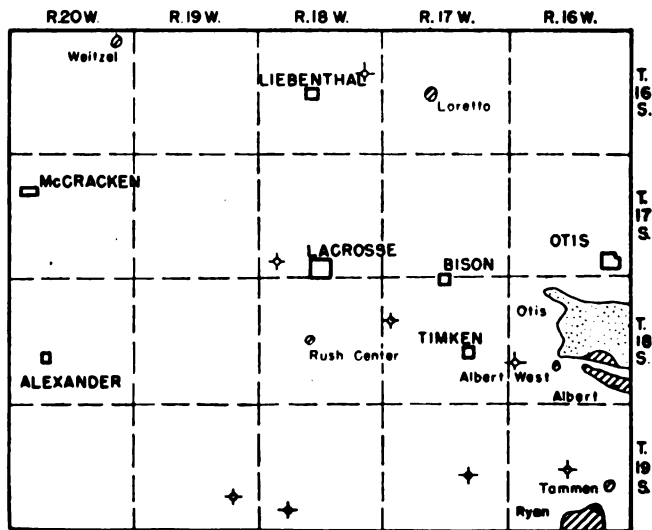 R.20W. R.19W. R.18W. R.17W. R.16W.
Weitzel
LIEBENTHAL
Loretto
T.
16
S.
McCRACKEN
T.
17
S.
LACROSSE
BISON
OTIS
Otis
TIMKEN
Rush Center
T.
18
S.
ALEXANDER
Albert West
Albert
T.
19
S.
Tammen
Ryan